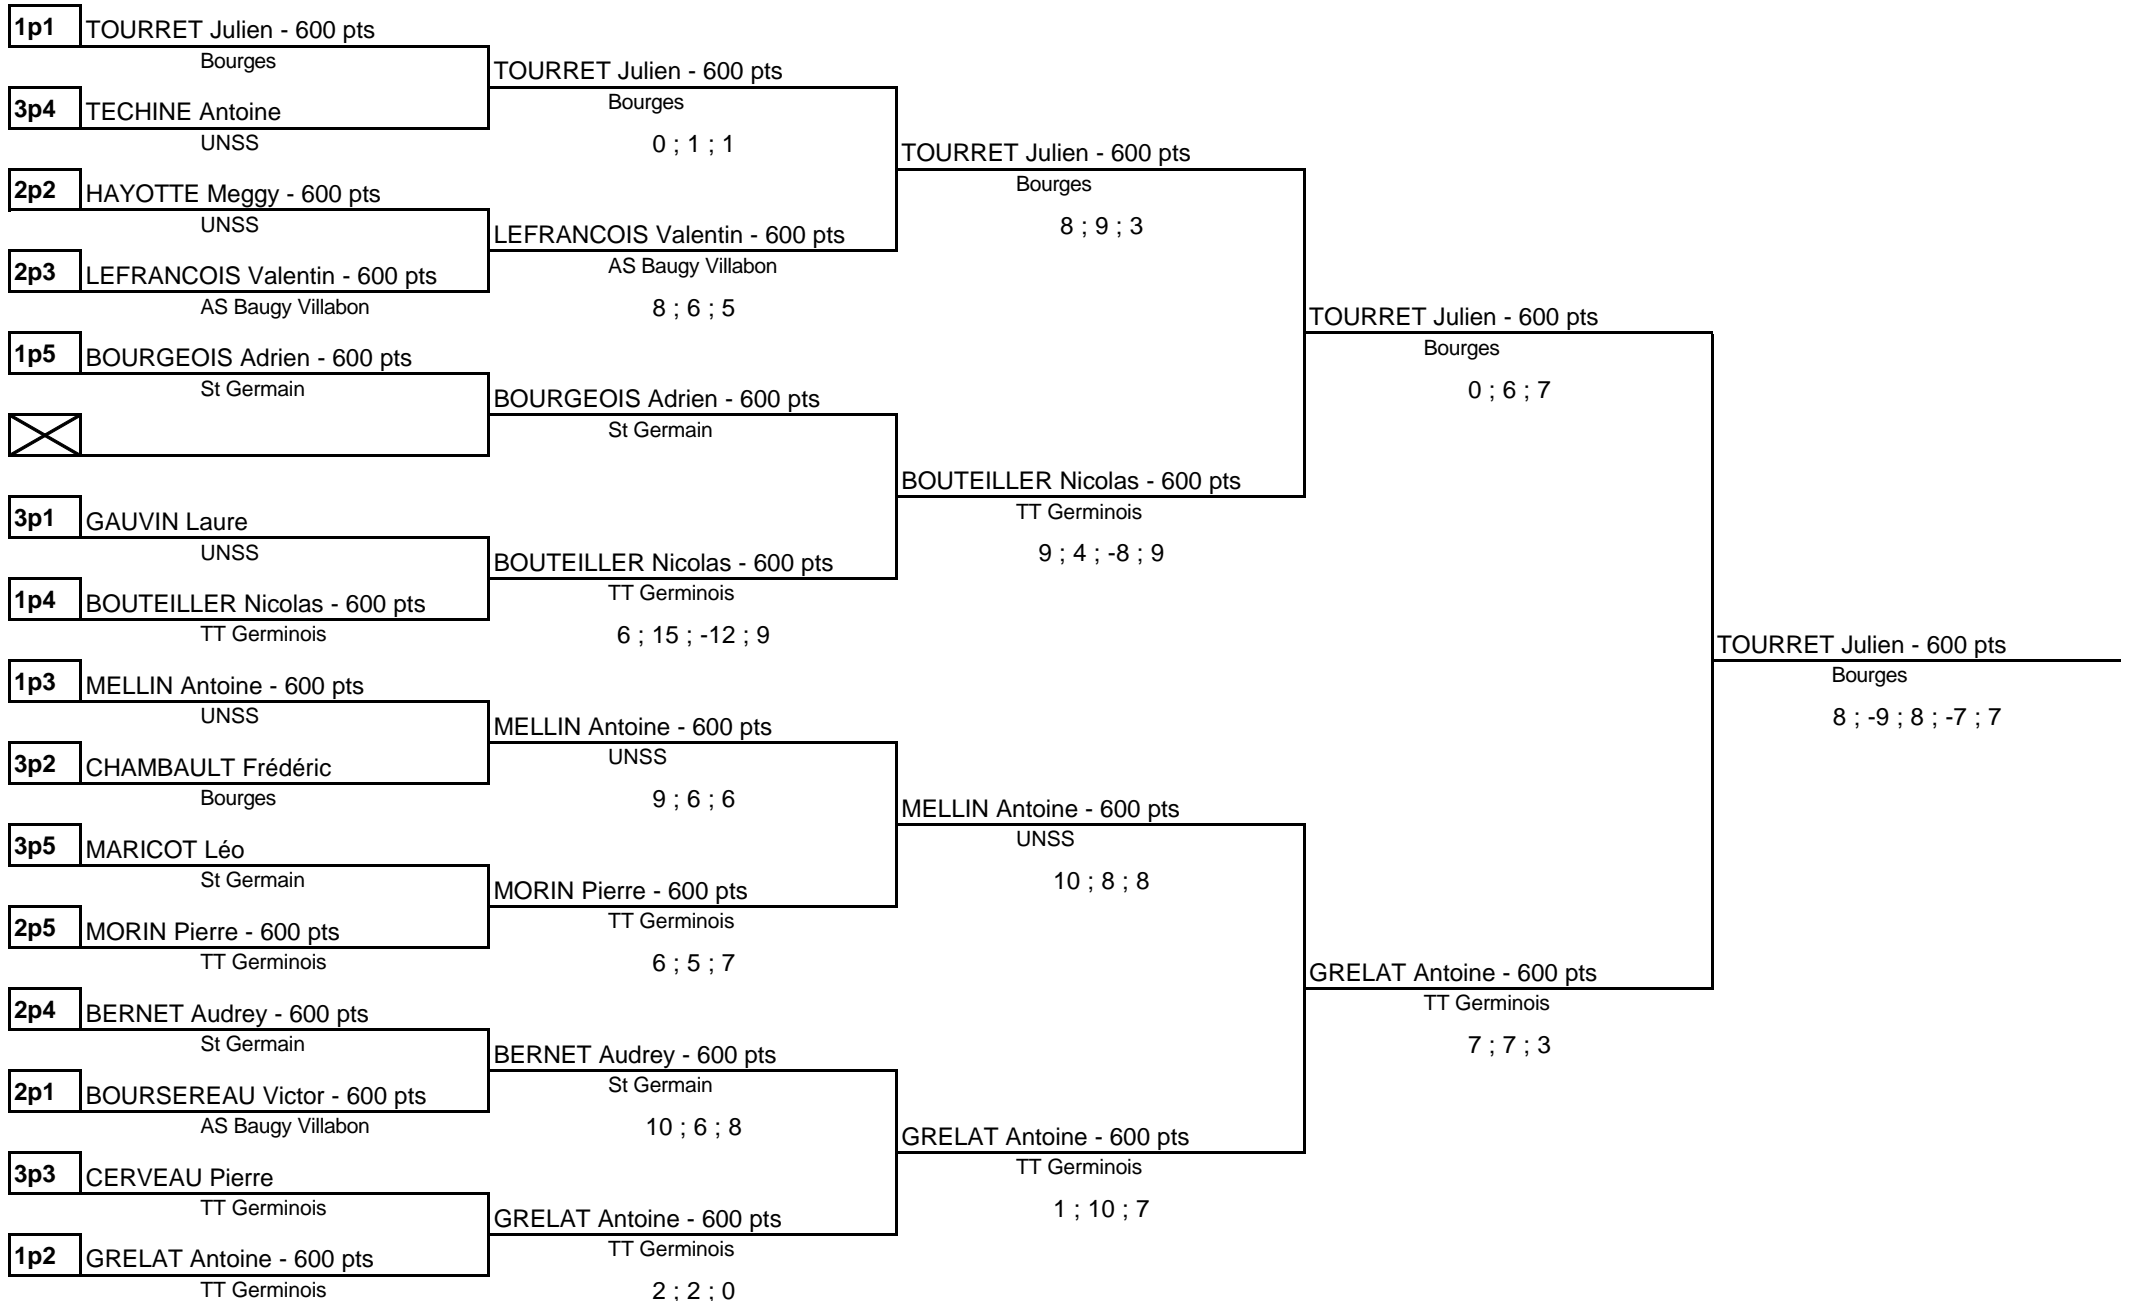 1p1 TOURRET Julien - 600 pts
Bourges
3p4 TECHINE Antoine
UNSS
2p2 HAYOTTE Meggy - 600 pts
UNSS
2p3 LEFRANCOIS Valentin - 600 pts
AS Baugy Villabon
1p5 BOURGEOIS Adrien - 600 pts
St Germain
3p1 GAUVIN Laure
UNSS
1p4 BOUTEILLER Nicolas - 600 pts
TT Germinois
1p3 MELLIN Antoine - 600 pts
UNSS
3p2 CHAMBAULT Frédéric
Bourges
3p5 MARICOT Léo
St Germain
2p5 MORIN Pierre - 600 pts
TT Germinois
2p4 BERNET Audrey - 600 pts
St Germain
2p1 BOURSEREAU Victor - 600 pts
AS Baugy Villabon
3p3 CERVEAU Pierre
TT Germinois
1p2 GRELAT Antoine - 600 pts
TT Germinois
TOURRET Julien - 600 pts
Bourges
0 ; 1 ; 1
LEFRANCOIS Valentin - 600 pts
AS Baugy Villabon
8 ; 6 ; 5
BOURGEOIS Adrien - 600 pts
St Germain
BOUTEILLER Nicolas - 600 pts
TT Germinois
6 ; 15 ; -12 ; 9
MELLIN Antoine - 600 pts
UNSS
9 ; 6 ; 6
MORIN Pierre - 600 pts
TT Germinois
6 ; 5 ; 7
BERNET Audrey - 600 pts
St Germain
10 ; 6 ; 8
GRELAT Antoine - 600 pts
TT Germinois
2 ; 2 ; 0
TOURRET Julien - 600 pts
Bourges
8 ; 9 ; 3
BOUTEILLER Nicolas - 600 pts
TT Germinois
9 ; 4 ; -8 ; 9
MELLIN Antoine - 600 pts
UNSS
10 ; 8 ; 8
GRELAT Antoine - 600 pts
TT Germinois
1 ; 10 ; 7
TOURRET Julien - 600 pts
Bourges
0 ; 6 ; 7
GRELAT Antoine - 600 pts
TT Germinois
7 ; 7 ; 3
TOURRET Julien - 600 pts
Bourges
8 ; -9 ; 8 ; -7 ; 7